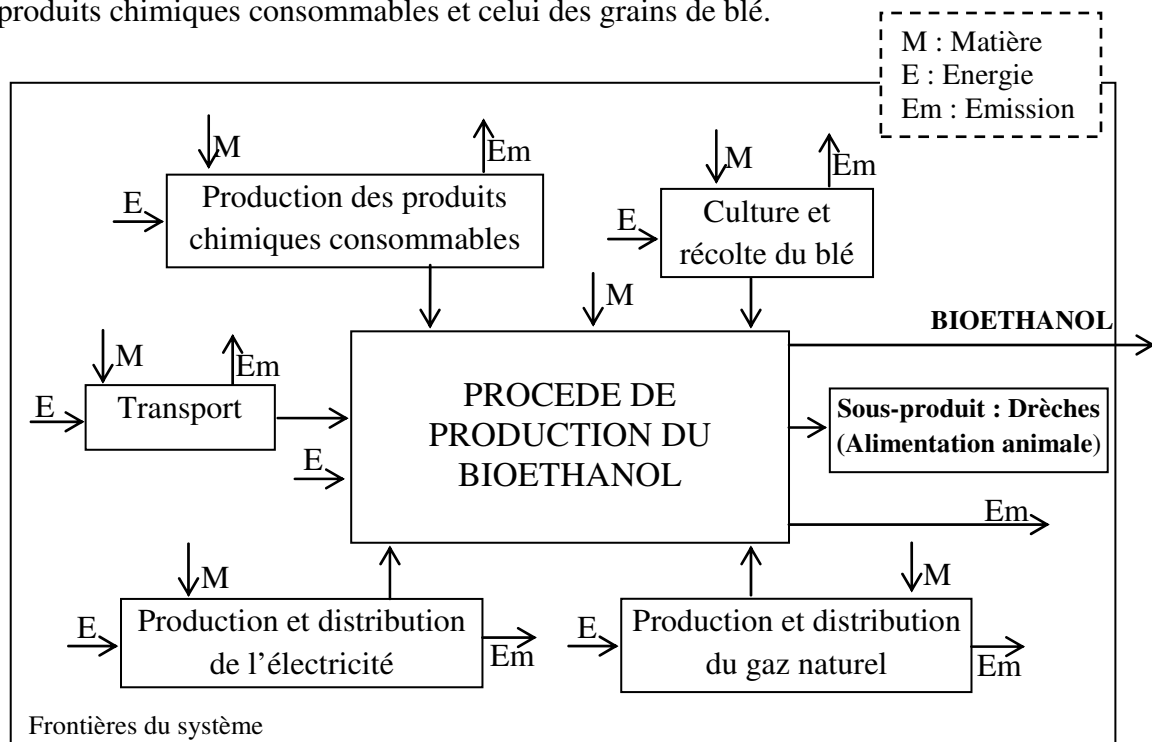 produits chimiques consommables et celui des grains de blé.
M : Matière
E : Energie
Em : Emission
M
Em
E
Production des produits
chimiques consommables
M
Em
E
Culture et
récolte du blé
M
BIOETHANOL
M
Em
E
Transport
E
PROCEDE DE
PRODUCTION DU
BIOETHANOL
Sous-produit : Drèches
(Alimentation animale)
Em
M
E
Production et distribution
de l’électricité
Em
M
E
Production et distribution
du gaz naturel
Em
Frontières du système